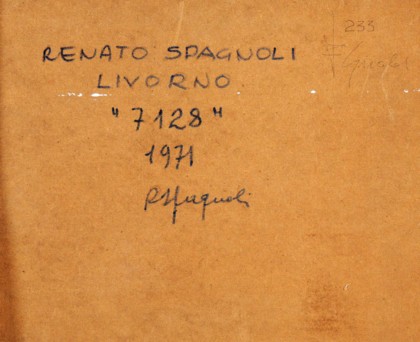 233
RENATO SPAGNOLI
LIVORNO
"7128"
1971
RSpagnoli